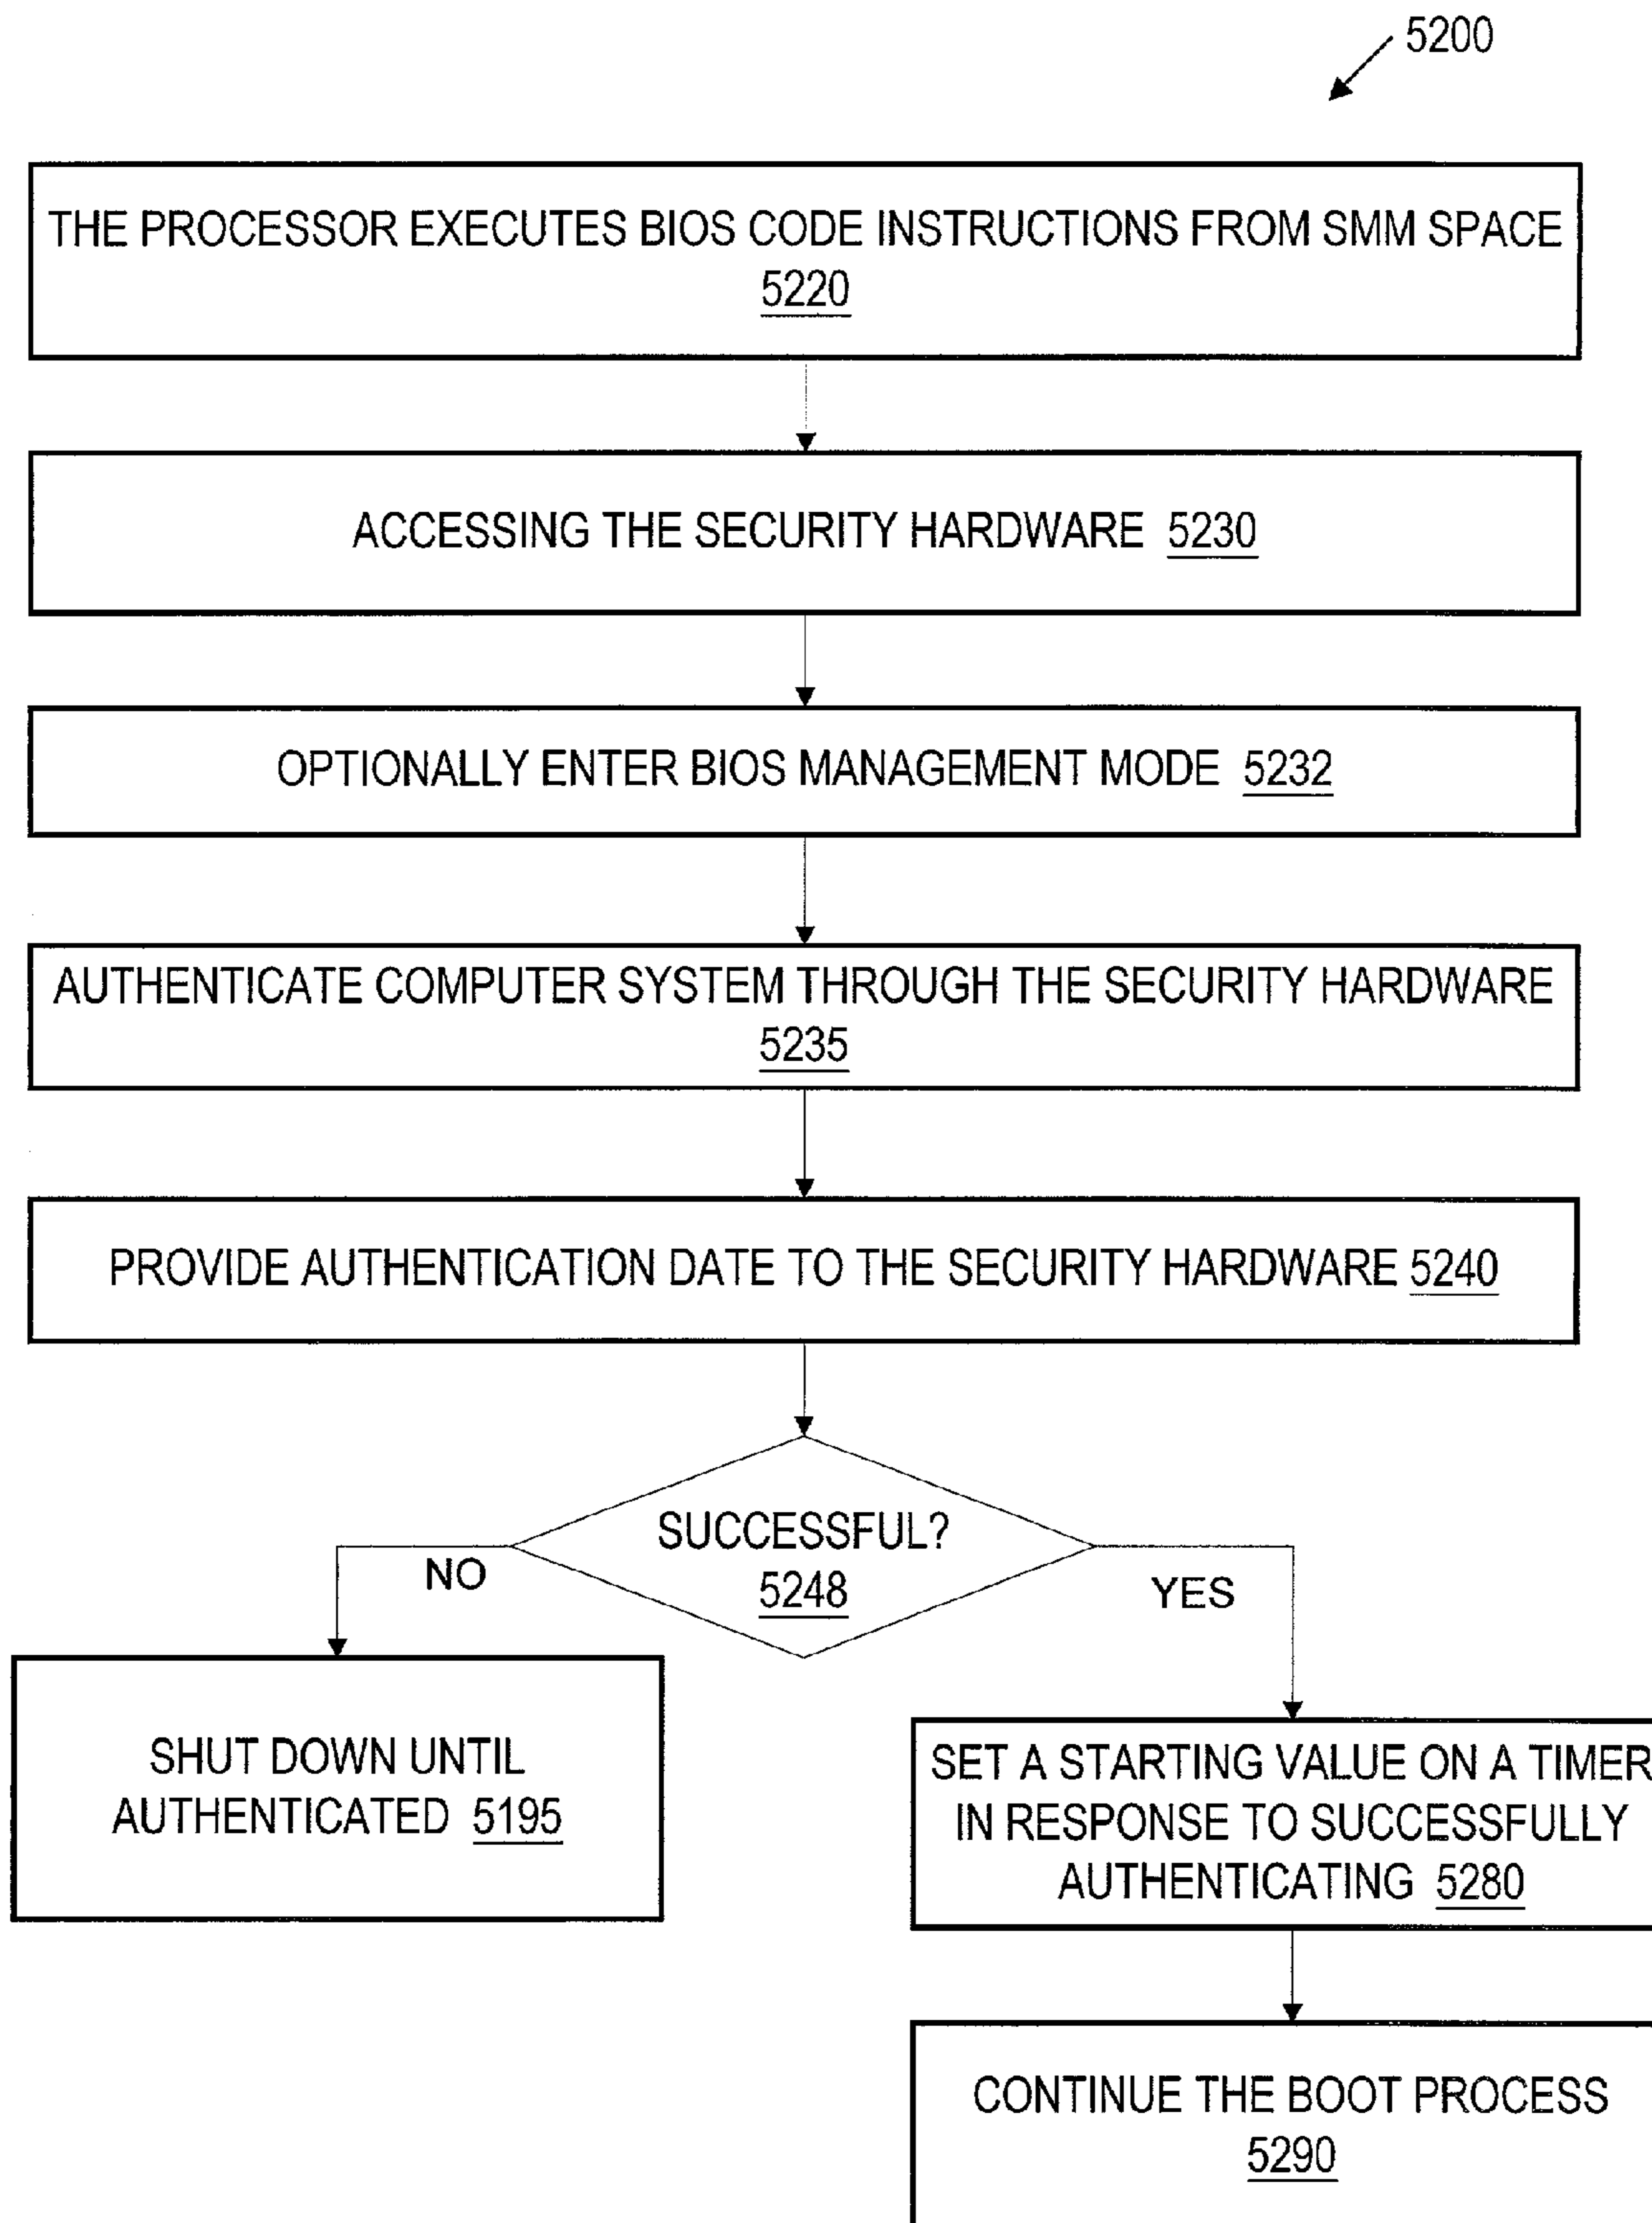 5200
THE PROCESSOR EXECUTES BIOS CODE INSTRUCTIONS FROM SMM SPACE
5220
ACCESSING THE SECURITY HARDWARE 5230
OPTIONALLY ENTER BIOS MANAGEMENT MODE 5232
AUTHENTICATE COMPUTER SYSTEM THROUGH THE SECURITY HARDWARE
5235
PROVIDE AUTHENTICATION DATE TO THE SECURITY HARDWARE 5240
SUCCESSFUL?
5248
NO
YES
SHUT DOWN UNTIL
AUTHENTICATED 5195
SET A STARTING VALUE ON A TIMER
IN RESPONSE TO SUCCESSFULLY
AUTHENTICATING 5280
CONTINUE THE BOOT PROCESS
5290